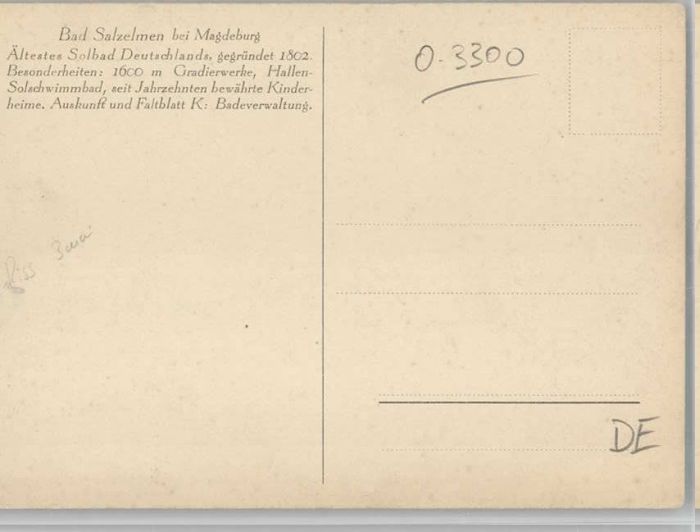 Bad Salzelmen bei Magdeburg
Ältestes Solbad Deutschlands, gegründet 1802.
Besonderheiten: 1600 m Gradierwerke, Hallen-
Solschwimmbad, seit Jahrzehnten bewährte Kinder-
heime. Auskunft und Faltblatt K: Badeverwaltung.
O-3300
DE